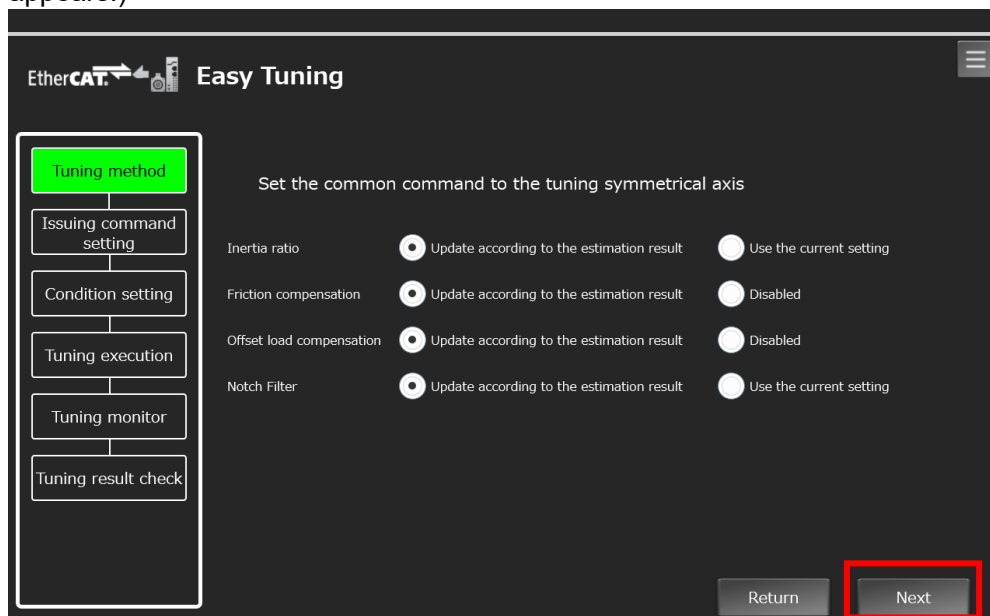 appears.)
EtherCAT. Easy Tuning
Tuning method
Issuing command
setting
Condition setting
Tuning execution
Tuning monitor
Tuning result check
Set the common command to the tuning symmetrical axis
Inertia ratio Update according to the estimation result Use the current setting
Friction compensation Update according to the estimation result Disabled
Offset load compensation Update according to the estimation result Disabled
Notch Filter Update according to the estimation result Use the current setting
Return Next